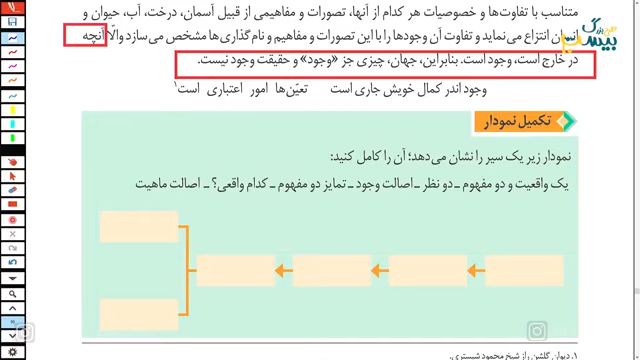 متناسب با تفاوت‌ها و خصوصیات هر کدام از آنها، تصورات و مفاهیمی از قبیل آسمان، درخت، آب، حیوان و
انسان انتزاع می‌نماید و تفاوت آن وجودها را با این تصورات و مفاهیم و نام‌گذاری‌ها مشخص می‌سازد والّا آنچه
در خارج است، وجود است. بنابراین، جهان، چیزی جز «وجود» و حقیقت وجود نیست.
وجود اندر کمال خویش جاری است تعیّن‌ها امور اعتباری است۱
تکمیل نمودار
نمودار زیر یک سیر را نشان می‌دهد؛ آن را کامل کنید:
یک واقعیت و دو مفهوم ـ دو نظر ـ اصالت وجود ـ تمایز دو مفهوم ـ کدام واقعی؟ ـ اصالت ماهیت
۱. دیوان گلشن راز شیخ محمود شبستری.